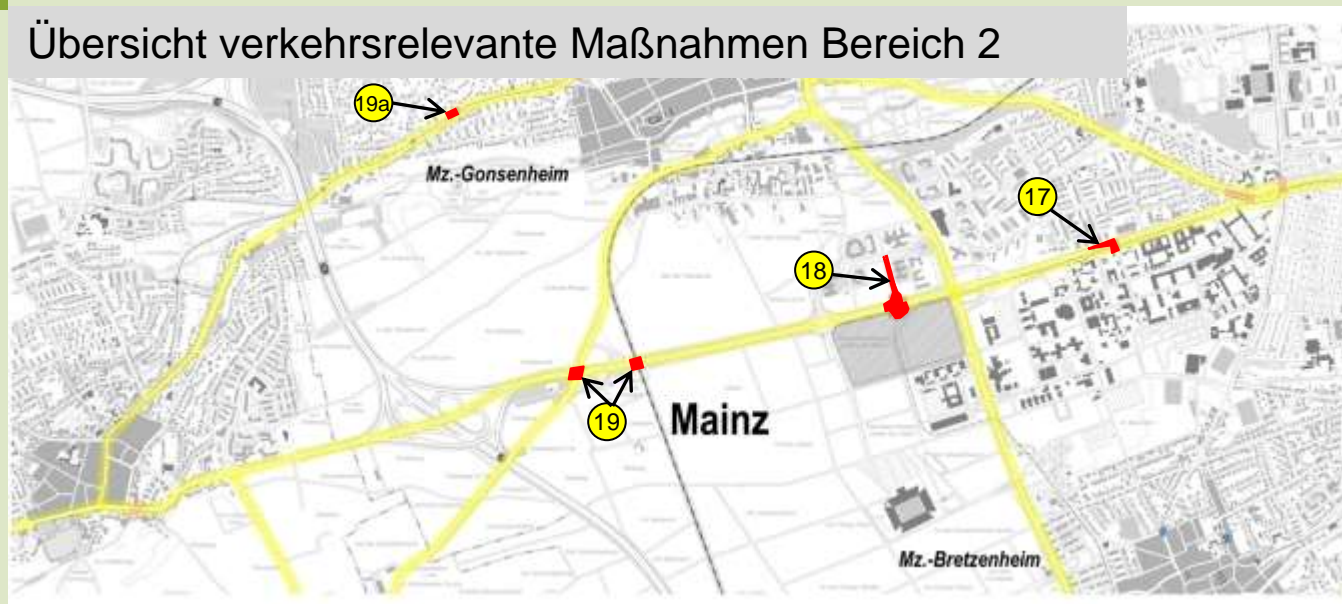 Übersicht verkehrsrelevante Maßnahmen Bereich 2
19a
Mz.-Gonsenheim
17
18
19
Mainz
Mz.-Bretzenheim